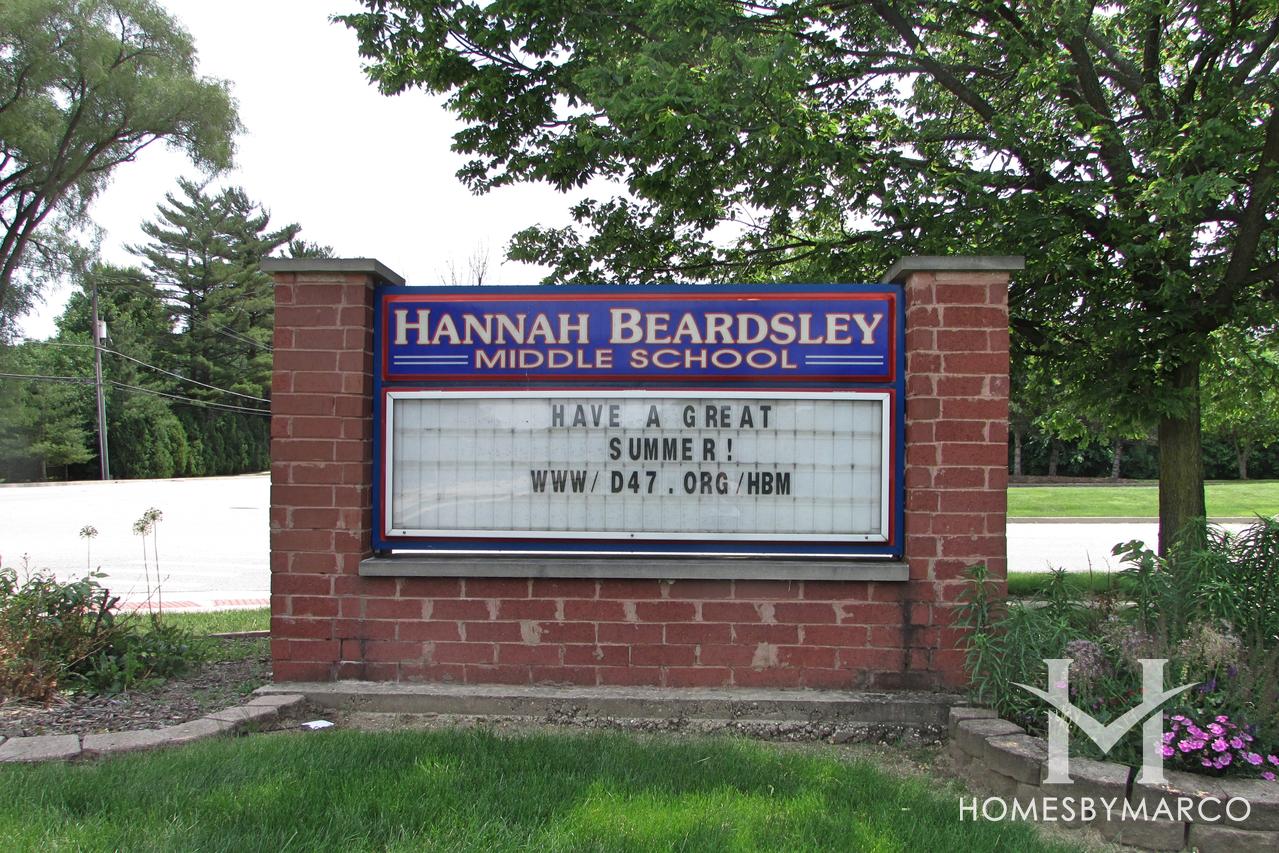 HANNAH BEARDSLEY
MIDDLE SCHOOL
HAVE A GREAT
SUMMER!
WWW/D47.ORG/HBM
HOMESBYMARCO